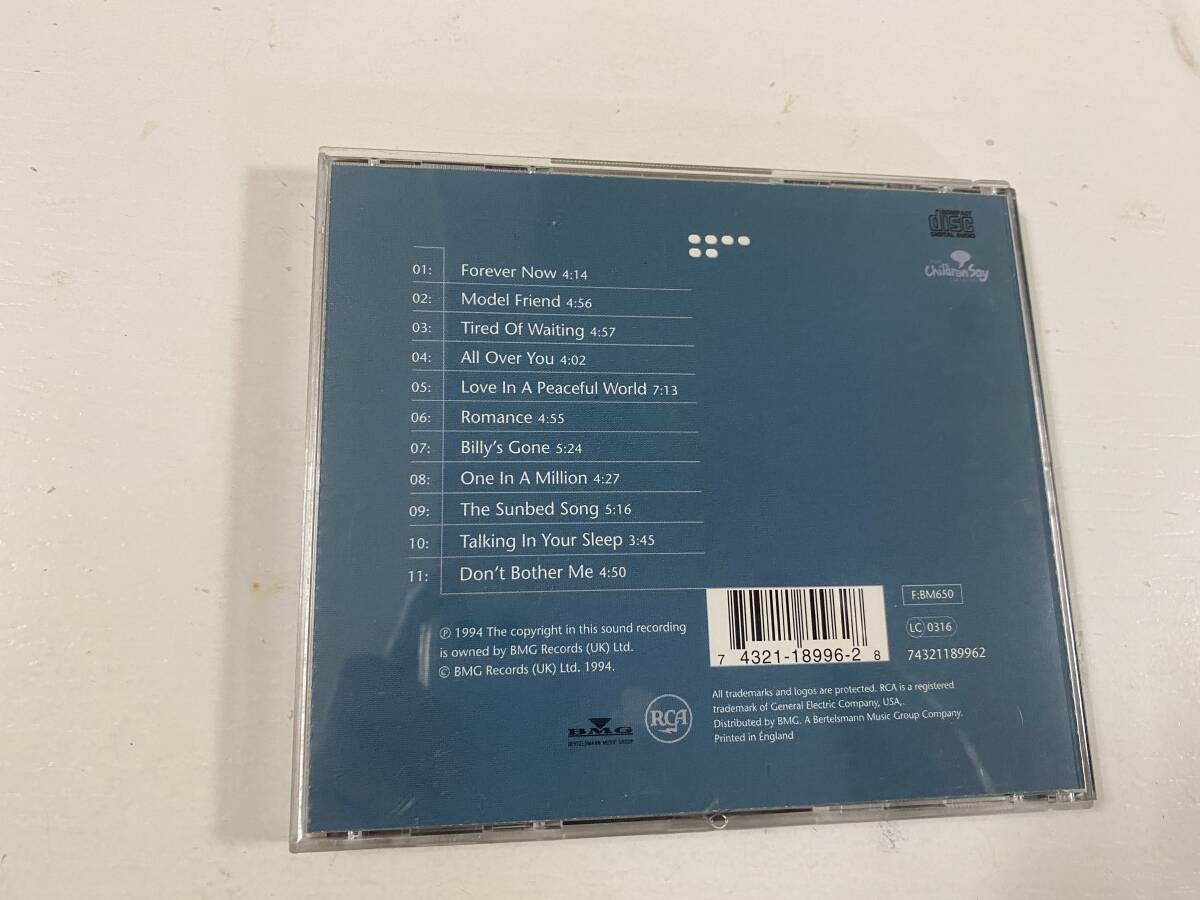 COMPACT
disc
DIGITAL AUDIO
Children Say
01: Forever Now 4:14
02: Model Friend 4:56
03: Tired Of Waiting 4:57
04: All Over You 4:02
05: Love In A Peaceful World 7:13
06: Romance 4:55
07: Billy's Gone 5:24
08: One In A Million 4:27
09: The Sunbed Song 5:16
10: Talking In Your Sleep 3:45
11: Don't Bother Me 4:50
℗ 1994 The copyright in this sound recording
is owned by BMG Records (UK) Ltd.
© BMG Records (UK) Ltd. 1994.
7 4321-18996-2 8
F:BM650
LC 0316
74321189962
BMG
BERTELSMANN MUSIC GROUP
RCA
All trademarks and logos are protected. RCA is a registered
trademark of General Electric Company, USA,.
Distributed by BMG. A Bertelsmann Music Group Company.
Printed in England